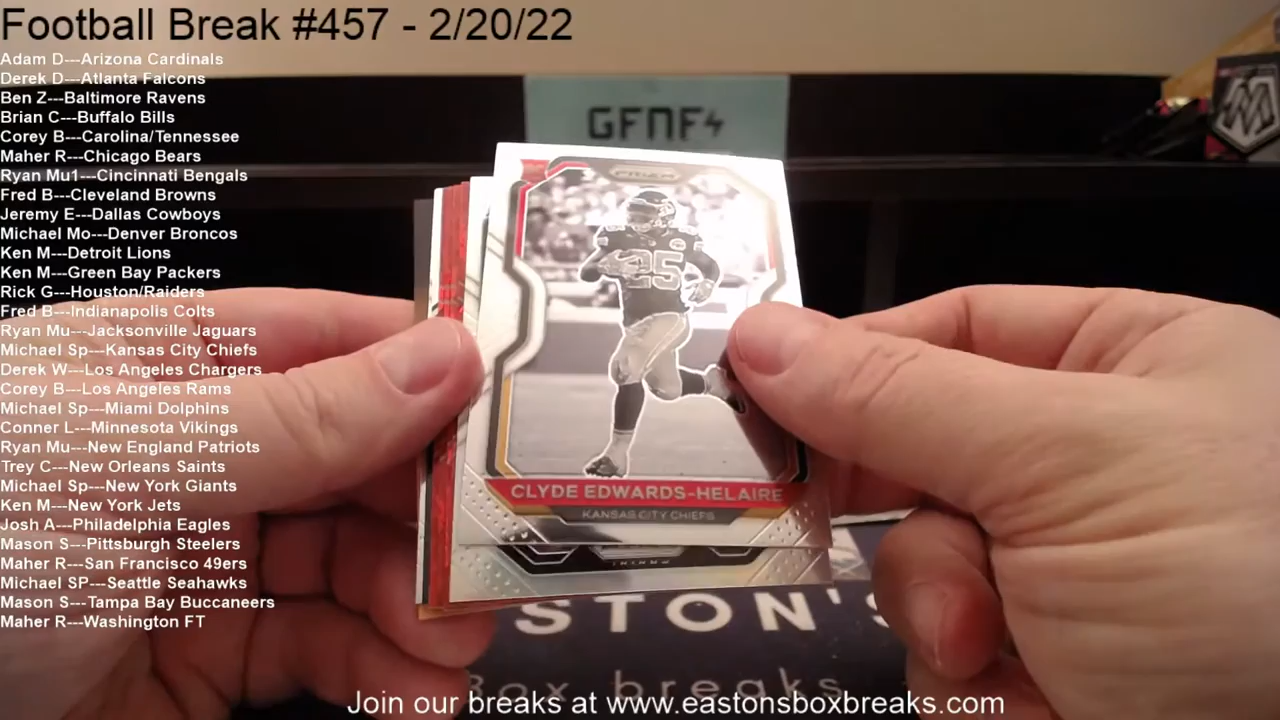 Football Break #457 - 2/20/22
Adam D---Arizona Cardinals
Derek D---Atlanta Falcons
Ben Z---Baltimore Ravens
Brian C---Buffalo Bills
Corey B---Carolina/Tennessee
Maher R---Chicago Bears
Ryan Mu1---Cincinnati Bengals
Fred B---Cleveland Browns
Jeremy E---Dallas Cowboys
Michael Mo---Denver Broncos
Ken M---Detroit Lions
Ken M---Green Bay Packers
Rick G---Houston/Raiders
Fred B---Indianapolis Colts
Ryan Mu---Jacksonville Jaguars
Michael Sp---Kansas City Chiefs
Derek W---Los Angeles Chargers
Corey B---Los Angeles Rams
Michael Sp---Miami Dolphins
Conner L---Minnesota Vikings
Ryan Mu---New England Patriots
Trey C---New Orleans Saints
Michael Sp---New York Giants
Ken M---New York Jets
Josh A---Philadelphia Eagles
Mason S---Pittsburgh Steelers
Maher R---San Francisco 49ers
Michael SP---Seattle Seahawks
Mason S---Tampa Bay Buccaneers
Maher R---Washington FT
GFNF
PRIZM
25
CLYDE EDWARDS-HELAIRE
KANSAS CITY CHIEFS
STON'S
Box breaks
Join our breaks at www.eastonsboxbreaks.com